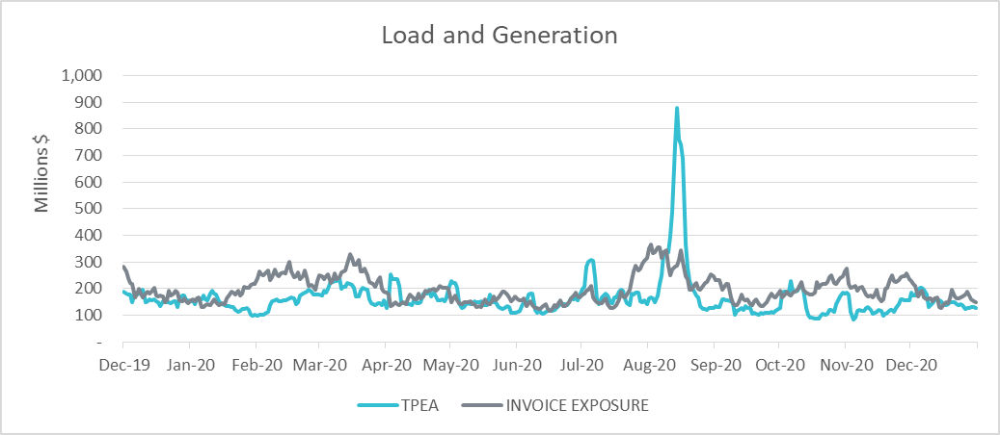 Load and Generation
Millions $
1,000
900
800
700
600
500
400
300
200
100
-
Dec-19 Jan-20 Feb-20 Mar-20 Apr-20 May-20 Jun-20 Jul-20 Aug-20 Sep-20 Oct-20 Nov-20 Dec-20
TPEA INVOICE EXPOSURE